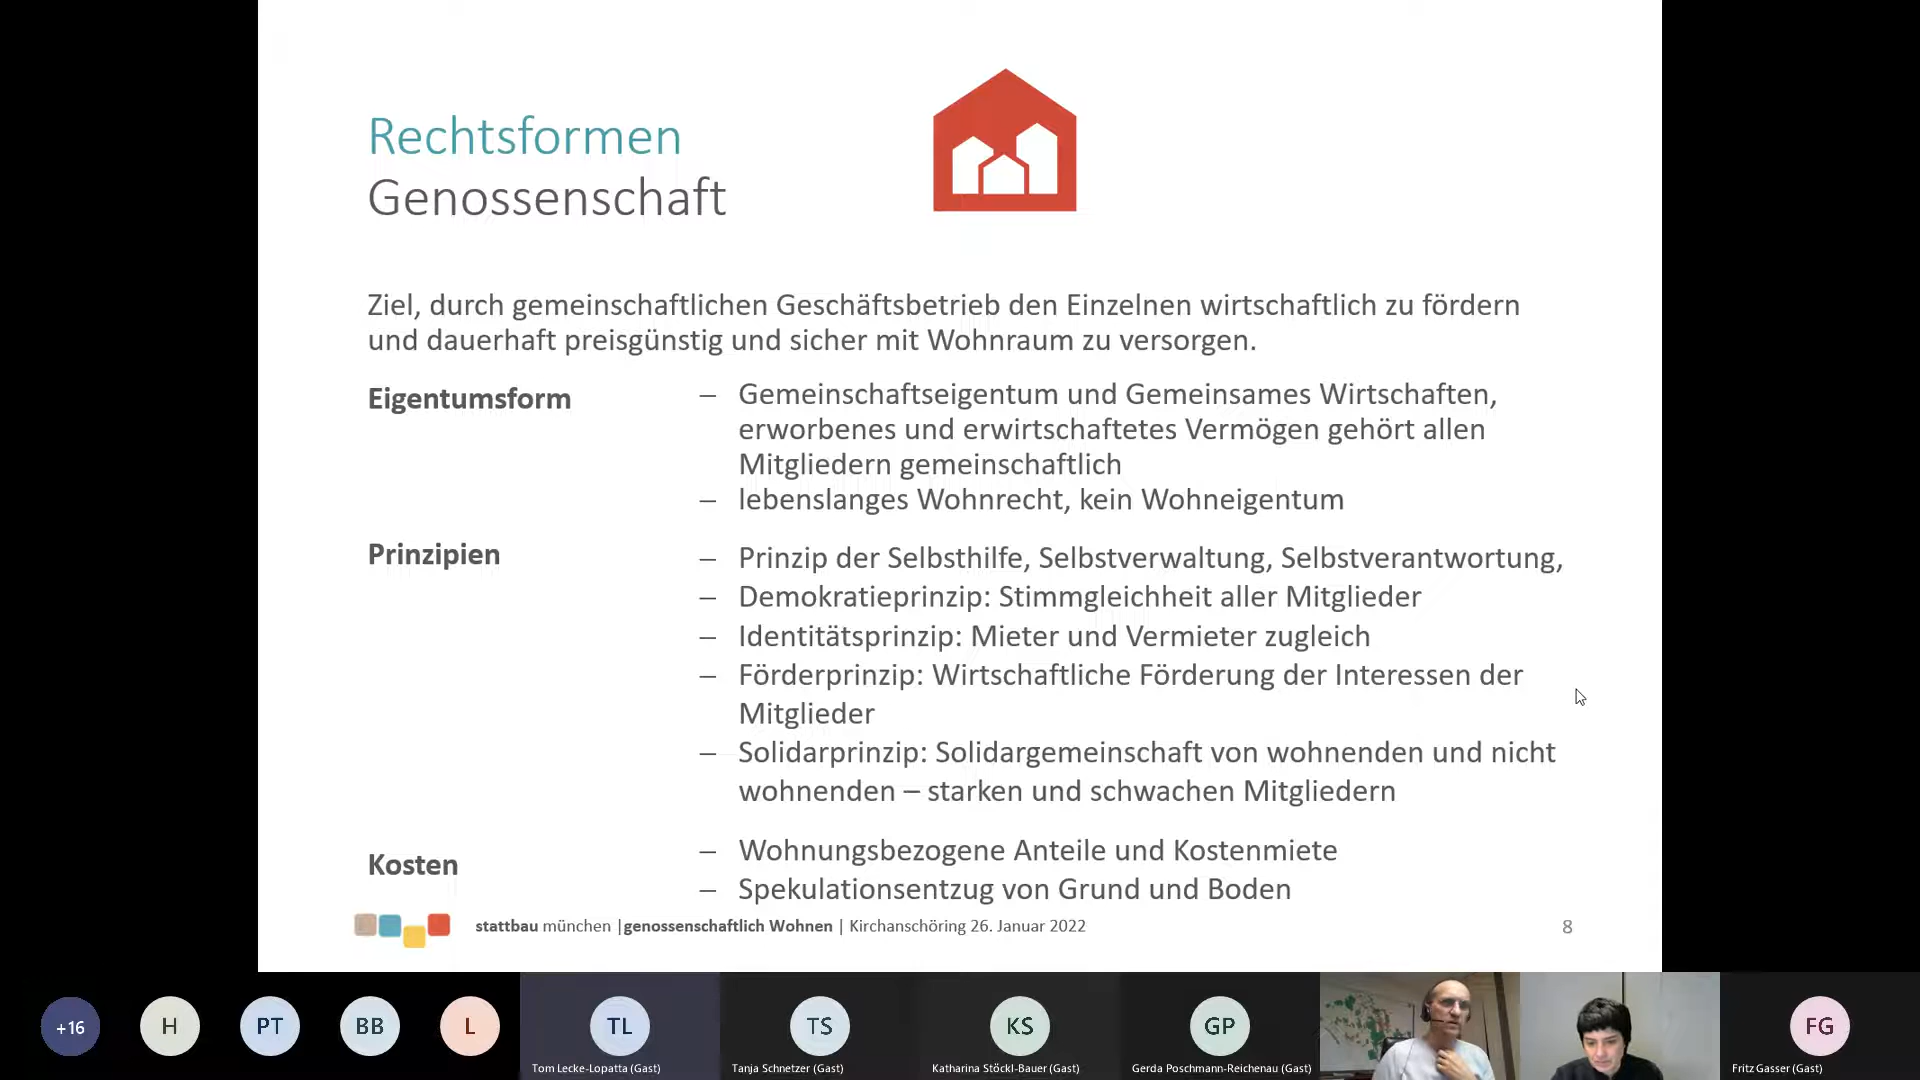 Rechtsformen
Genossenschaft
Ziel, durch gemeinschaftlichen Geschäftsbetrieb den Einzelnen wirtschaftlich zu fördern
und dauerhaft preisgünstig und sicher mit Wohnraum zu versorgen.
Eigentumsform
– Gemeinschaftseigentum und Gemeinsames Wirtschaften,
erworbenes und erwirtschaftetes Vermögen gehört allen
Mitgliedern gemeinschaftlich
– lebenslanges Wohnrecht, kein Wohneigentum
Prinzipien
– Prinzip der Selbsthilfe, Selbstverwaltung, Selbstverantwortung,
– Demokratieprinzip: Stimmgleichheit aller Mitglieder
– Identitätsprinzip: Mieter und Vermieter zugleich
– Förderprinzip: Wirtschaftliche Förderung der Interessen der
Mitglieder
– Solidarprinzip: Solidargemeinschaft von wohnenden und nicht
wohnenden – starken und schwachen Mitgliedern
Kosten
– Wohnungsbezogene Anteile und Kostenmiete
– Spekulationsentzug von Grund und Boden
stattbau münchen |genossenschaftlich Wohnen | Kirchanschöring 26. Januar 2022
8
+16
H
PT
BB
L
TL
TS
KS
GP
FG
Tom Lecke-Lopatta (Gast)
Tanja Schnetzer (Gast)
Katharina Stöckl-Bauer (Gast)
Gerda Poschmann-Reichenau (Gast)
Fritz Gasser (Gast)